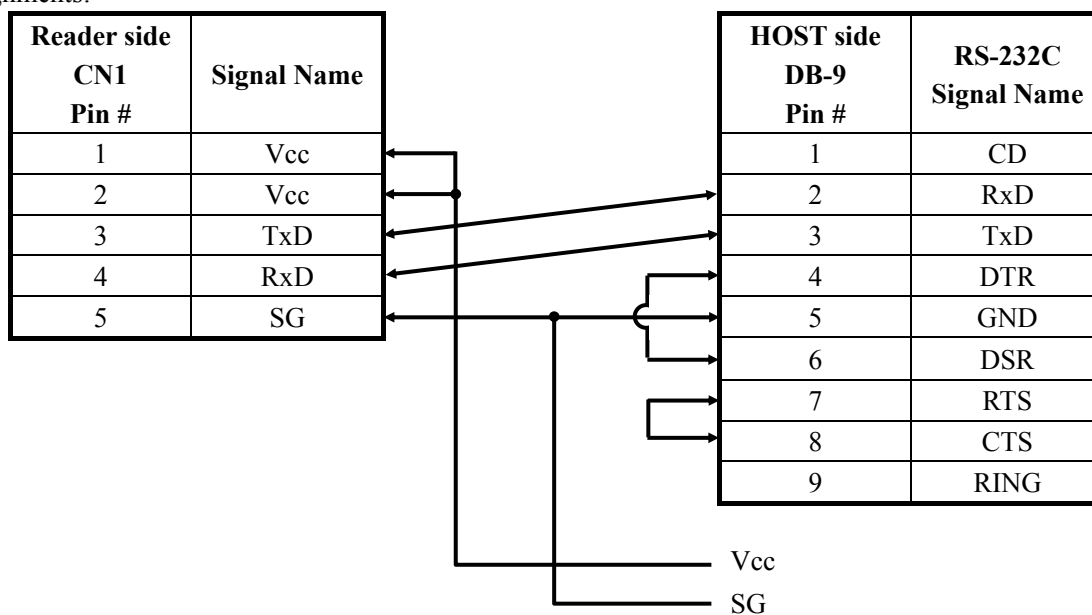 Reader side
CN1
Pin #
Signal Name
1 Vcc
2 Vcc
3 TxD
4 RxD
5 SG
HOST side
DB-9
Pin #
RS-232C
Signal Name
1 CD
2 RxD
3 TxD
4 DTR
5 GND
6 DSR
7 RTS
8 CTS
9 RING
Vcc
SG